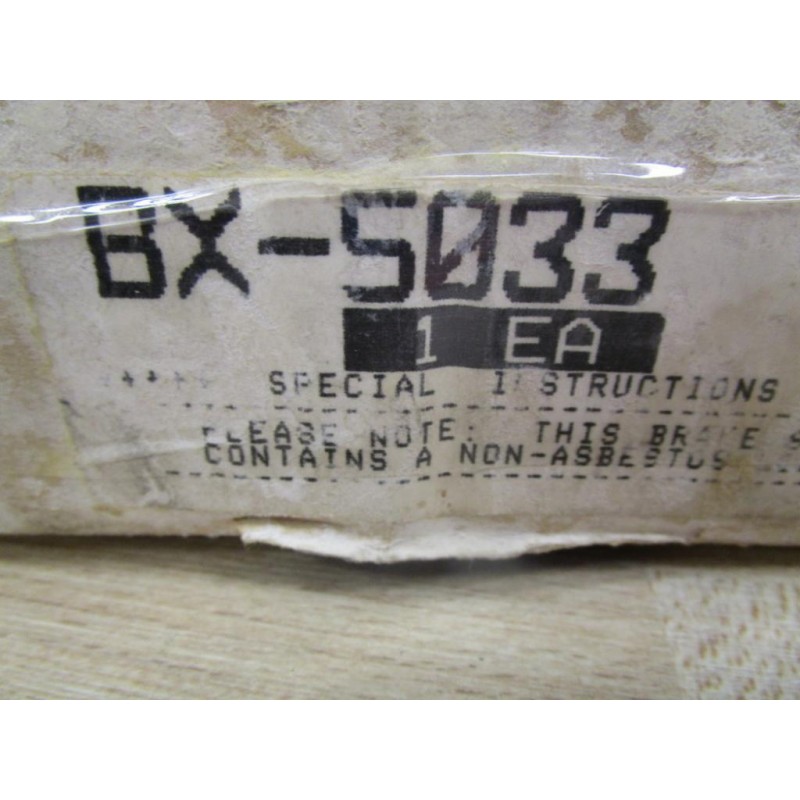 BX-5033
1 EA
***** SPECIAL INSTRUCTIONS
PLEASE NOTE: THIS BRAKE
CONTAINS A NON-ASBESTOS